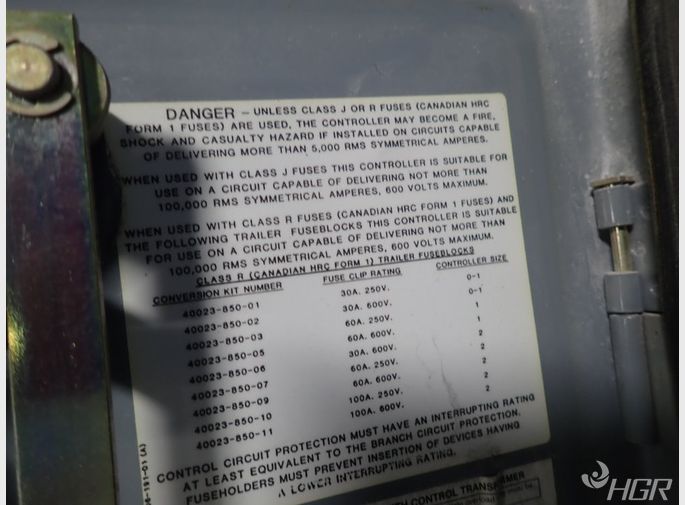 DANGER — UNLESS CLASS J OR R FUSES (CANADIAN HRC
FORM 1 FUSES) ARE USED, THE CONTROLLER MAY BECOME A FIRE,
SHOCK AND CASUALTY HAZARD IF INSTALLED ON CIRCUITS CAPABLE
OF DELIVERING MORE THAN 5,000 RMS SYMMETRICAL AMPERES.
WHEN USED WITH CLASS J FUSES THIS CONTROLLER IS SUITABLE FOR
USE ON A CIRCUIT CAPABLE OF DELIVERING NOT MORE THAN
100,000 RMS SYMMETRICAL AMPERES, 600 VOLTS MAXIMUM.
WHEN USED WITH CLASS R FUSES (CANADIAN HRC FORM 1 FUSES) AND
THE FOLLOWING TRAILER FUSEBLOCKS THIS CONTROLLER IS SUITABLE
FOR USE ON A CIRCUIT CAPABLE OF DELIVERING NOT MORE THAN
100,000 RMS SYMMETRICAL AMPERES, 600 VOLTS MAXIMUM.
CLASS R (CANADIAN HRC FORM 1) TRAILER FUSEBLOCKS
CONVERSION KIT NUMBER FUSE CLIP RATING CONTROLLER SIZE
40023-850-01 30A. 250V. 0-1
40023-850-02 30A. 600V. 0-1
40023-850-03 60A. 250V. 1
40023-850-05 60A. 600V. 1
40023-850-06 30A. 600V. 2
40023-850-07 60A. 250V. 2
40023-850-09 60A. 600V. 2
40023-850-10 100A. 250V. 2
40023-850-11 100A. 600V. 2
CONTROL CIRCUIT PROTECTION MUST HAVE AN INTERRUPTING RATING
AT LEAST EQUIVALENT TO THE BRANCH CIRCUIT PROTECTION.
FUSEHOLDERS MUST PREVENT INSERTION OF DEVICES HAVING
A LOWER INTERRUPTING RATING.
CONTROL TRANSFORMER
HGR